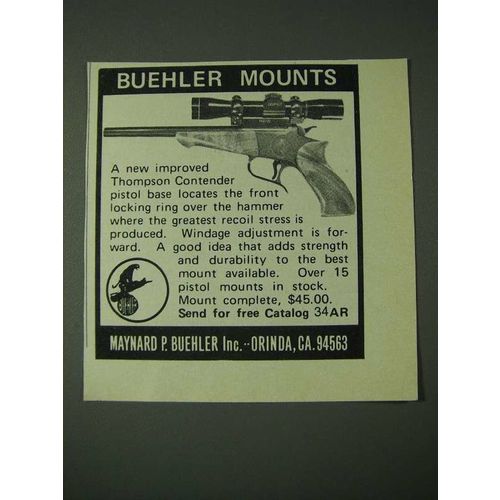 BUEHLER MOUNTS
A new improved
Thompson Contender
pistol base locates the front
locking ring over the hammer
where the greatest recoil stress is
produced. Windage adjustment is for-
ward. A good idea that adds strength
and durability to the best
mount available. Over 15
pistol mounts in stock.
Mount complete, $45.00.
Send for free Catalog 34AR
BUEHLER
MAYNARD P. BUEHLER Inc.--ORINDA, CA. 94563